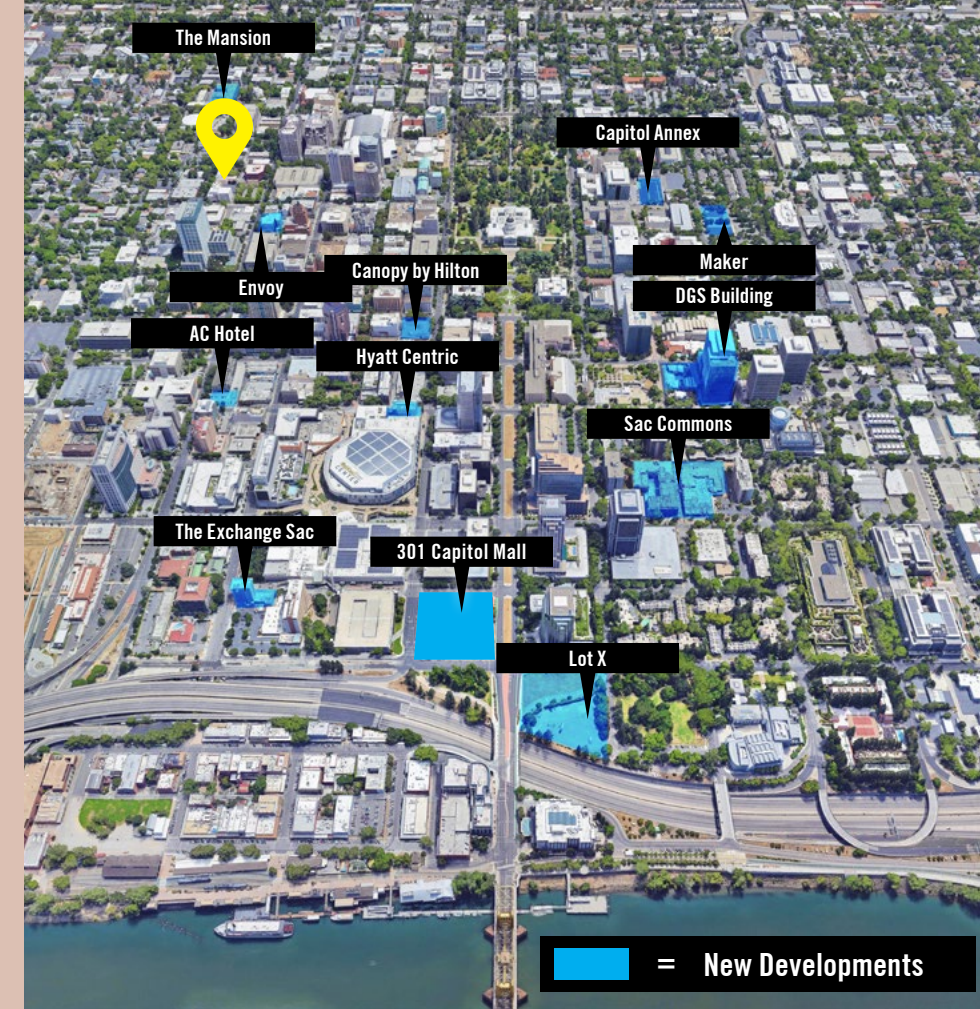 The Mansion
Capitol Annex
Maker
Envoy
Canopy by Hilton
DGS Building
AC Hotel
Hyatt Centric
Sac Commons
The Exchange Sac
301 Capitol Mall
Lot X
= New Developments